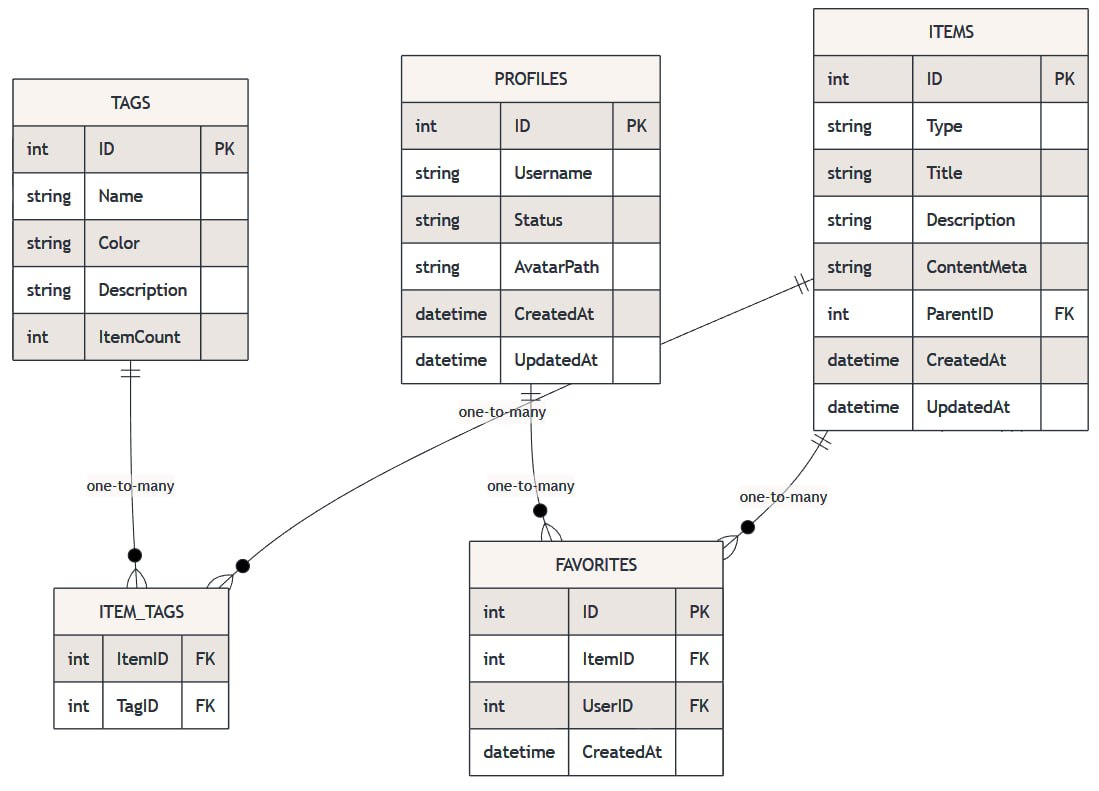 TAGS
int ID PK
string Name
string Color
string Description
int ItemCount
PROFILES
int ID PK
string Username
string Status
string AvatarPath
datetime CreatedAt
datetime UpdatedAt
ITEMS
int ID PK
string Type
string Title
string Description
string ContentMeta
int ParentID FK
datetime CreatedAt
datetime UpdatedAt
one-to-many
one-to-many
one-to-many
one-to-many
ITEM_TAGS
int ItemID FK
int TagID FK
FAVORITES
int ID PK
int ItemID FK
int UserID FK
datetime CreatedAt